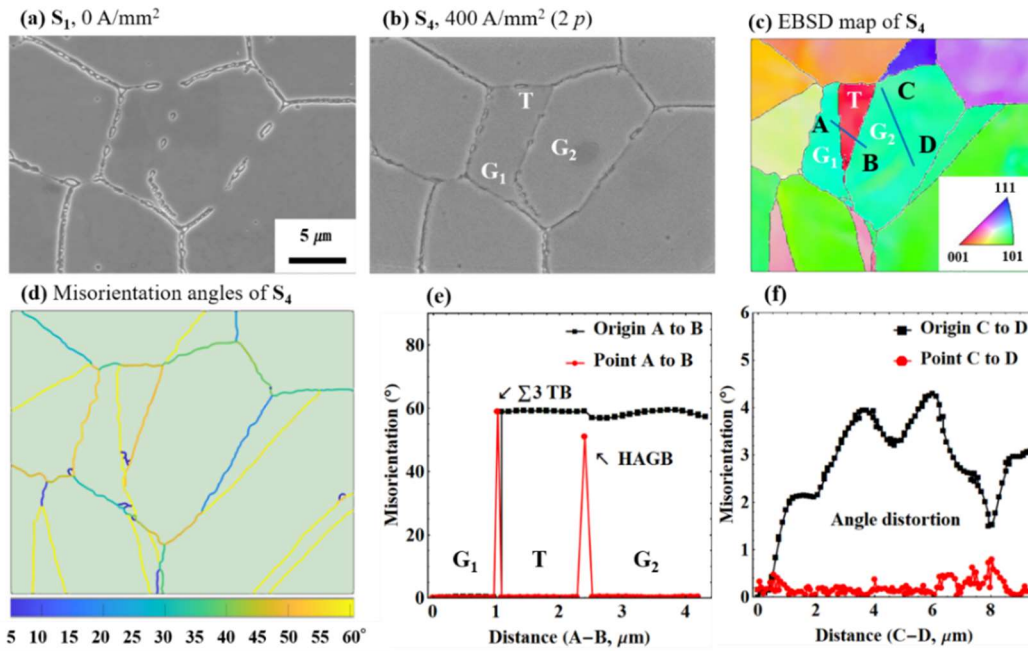 (a) S₁, 0 A/mm²
(b) S₄, 400 A/mm² (2 p)
(c) EBSD map of S₄
5 μm
T
G₁
G₂
T
C
A
G₂
G₁
B
D
111
001
101
(d) Misorientation angles of S₄
5 10 15 20 25 30 35 40 45 50 55 60°
(e)
Misorientation (°)
80
60
40
20
0
Origin A to B
Point A to B
∑3 TB
HAGB
G₁
T
G₂
0 1 2 3 4
Distance (A−B, μm)
(f)
Misorientation (°)
6
5
4
3
2
1
0
Origin C to D
Point C to D
Angle distortion
0 2 4 6 8
Distance (C−D, μm)